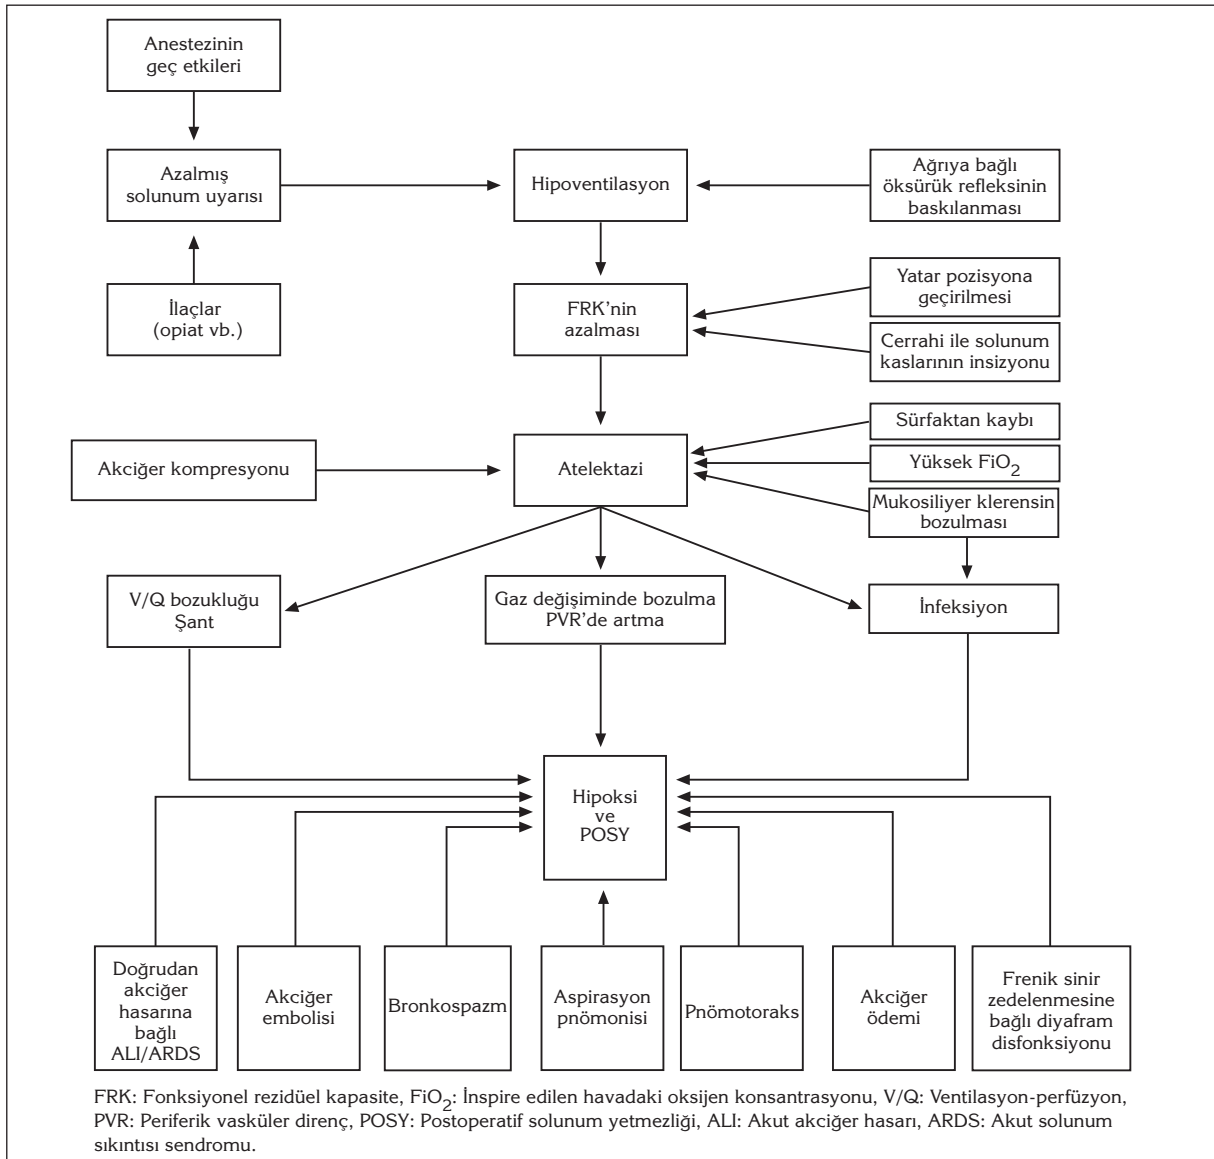 Anestezinin
geç etkileri
Azalmış
solunum uyarısı
Hipoventilasyon
Ağrıya bağlı
öksürük refleksinin
baskılanması
İlaçlar
(opiat vb.)
FRK'nin
azalması
Yatar pozisyona
geçirilmesi
Cerrahi ile solunum
kaslarının insizyonu
Akciğer kompresyonu
Atelektazi
Sürfaktan kaybı
Yüksek FiO2
Mukosiliyer klerensin
bozulması
V/Q bozukluğu
Şant
Gaz değişiminde bozulma
PVR'de artma
İnfeksiyon
Hipoksi
ve
POSY
Doğrudan
akciğer
hasarına
bağlı
ALI/ARDS
Akciğer
embolisi
Bronkospazm
Aspirasyon
pnömonisi
Pnömotoraks
Akciğer
ödemi
Frenik sinir
zedelenmesine
bağlı diyafram
disfonksiyonu
FRK: Fonksiyonel rezidüel kapasite, FiO2: İnspire edilen havadaki oksijen konsantrasyonu, V/Q: Ventilasyon-perfüzyon,
PVR: Periferik vasküler direnç, POSY: Postoperatif solunum yetmezliği, ALI: Akut akciğer hasarı, ARDS: Akut solunum
sıkıntısı sendromu.